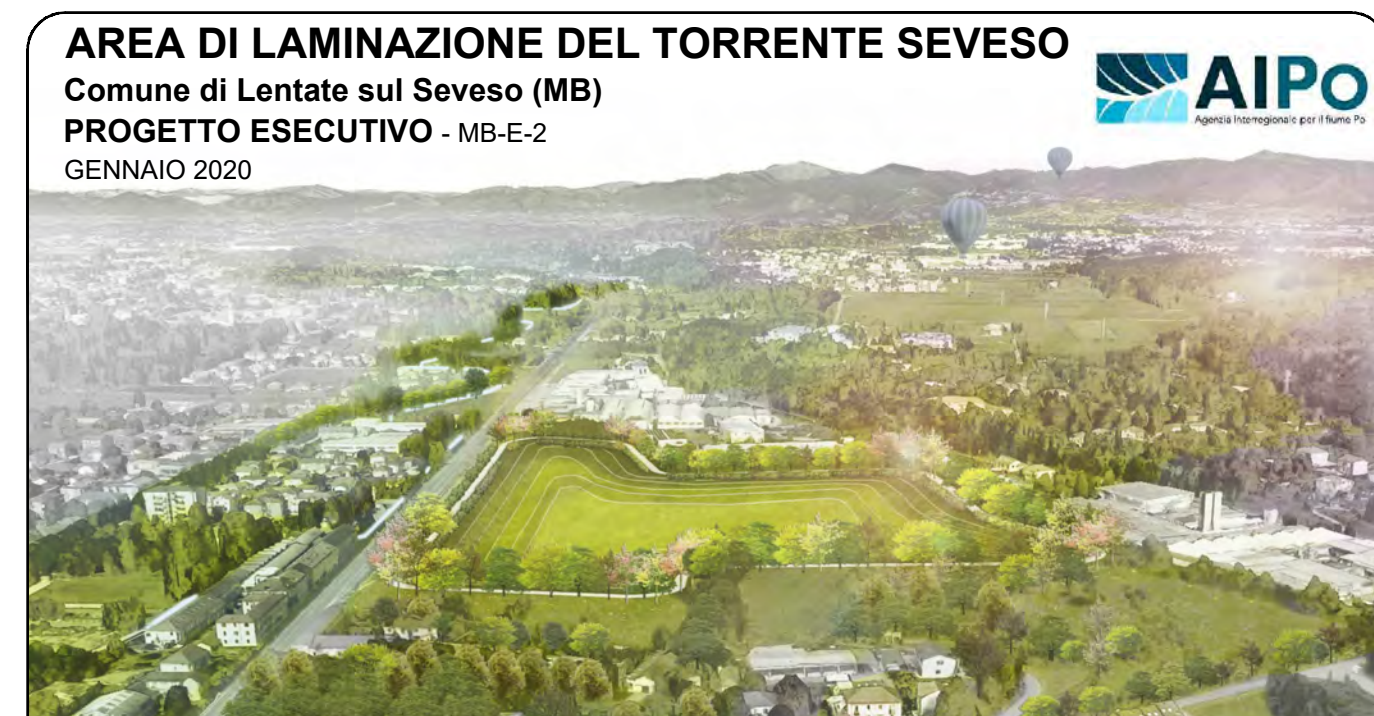 AREA DI LAMINAZIONE DEL TORRENTE SEVESO
Comune di Lentate sul Seveso (MB)
PROGETTO ESECUTIVO - MB-E-2
GENNAIO 2020
AIPo
Agenzia Interregionale per il fiume Po